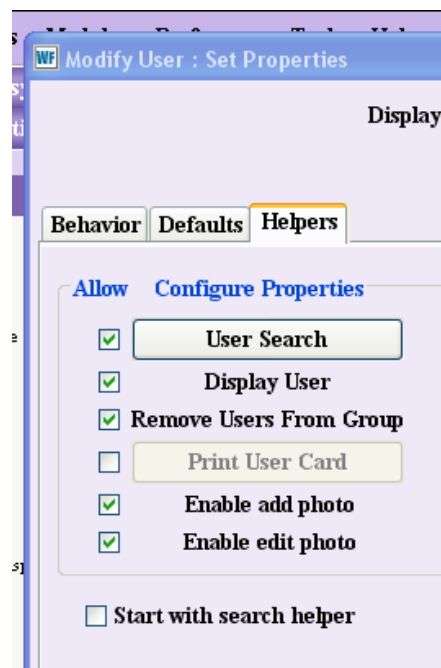 WF Modify User : Set Properties
Display
Behavior Defaults Helpers
Allow Configure Properties
User Search
Display User
Remove Users From Group
Print User Card
Enable add photo
Enable edit photo
Start with search helper